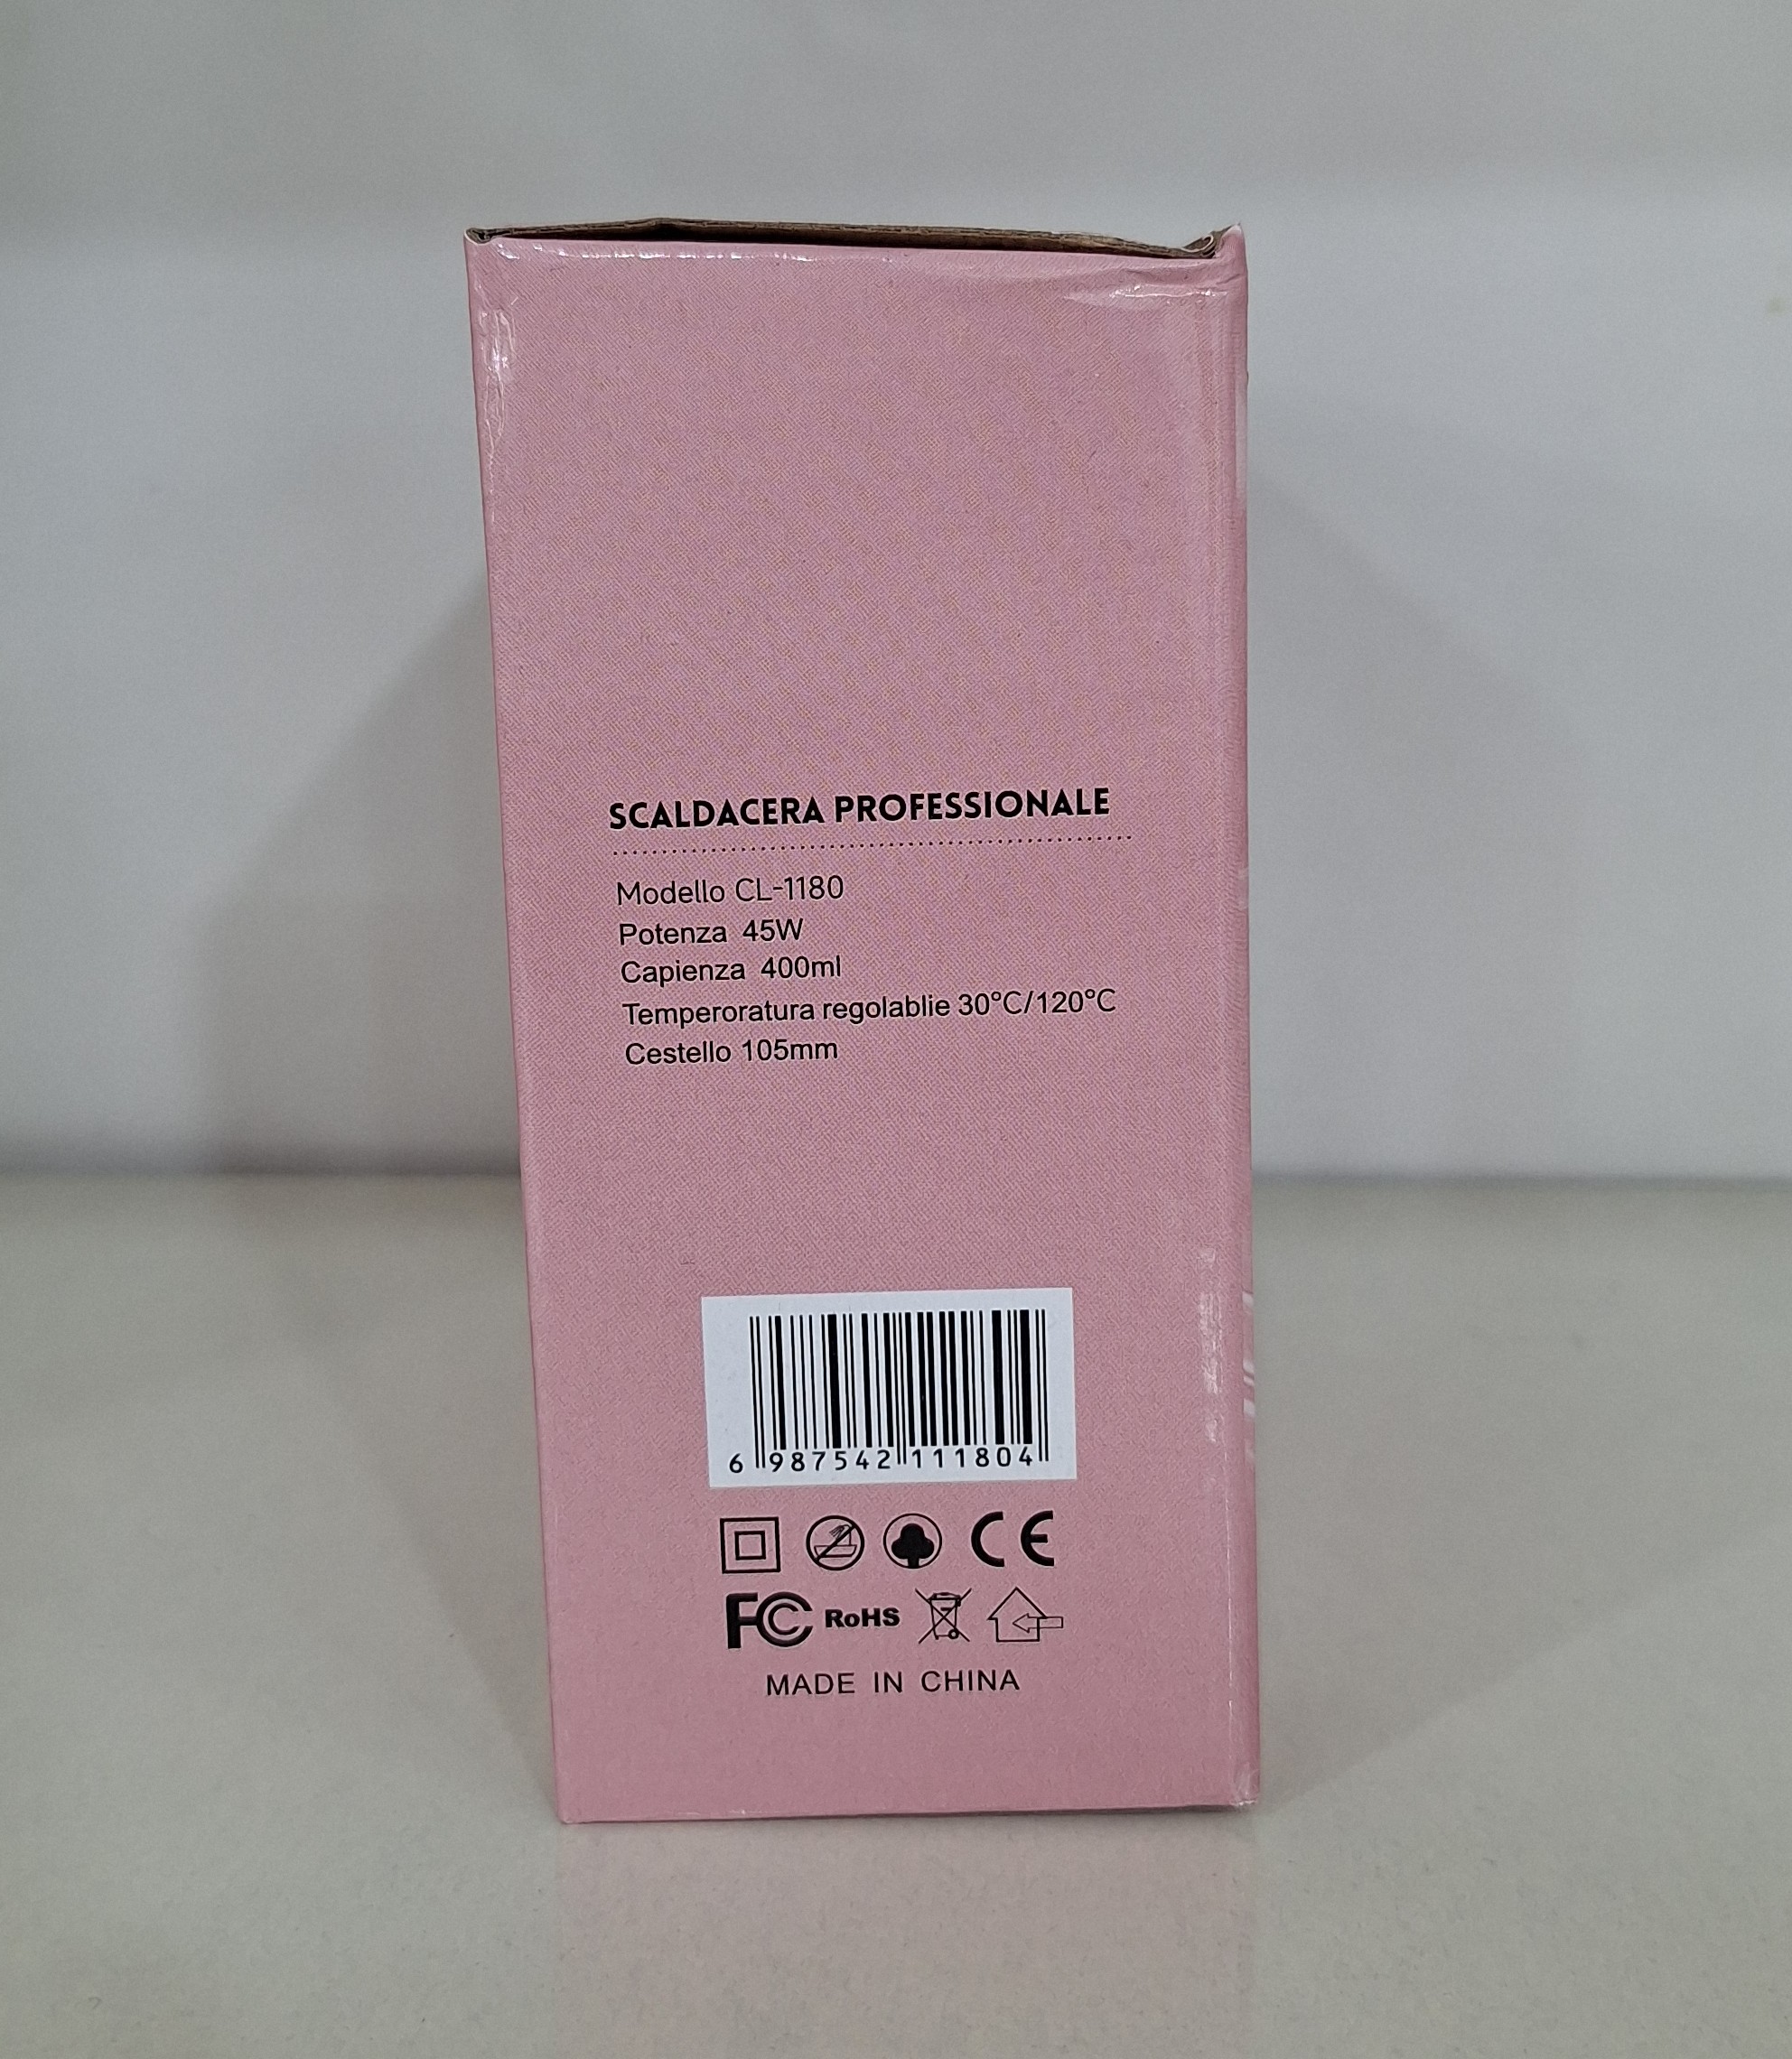 SCALDACERA PROFESSIONALE
Modello CL-1180
Potenza 45W
Capienza 400ml
Temperoratura regolablie 30°C/120°C
Cestello 105mm
6 987542 111804
CE
FC RoHS
MADE IN CHINA